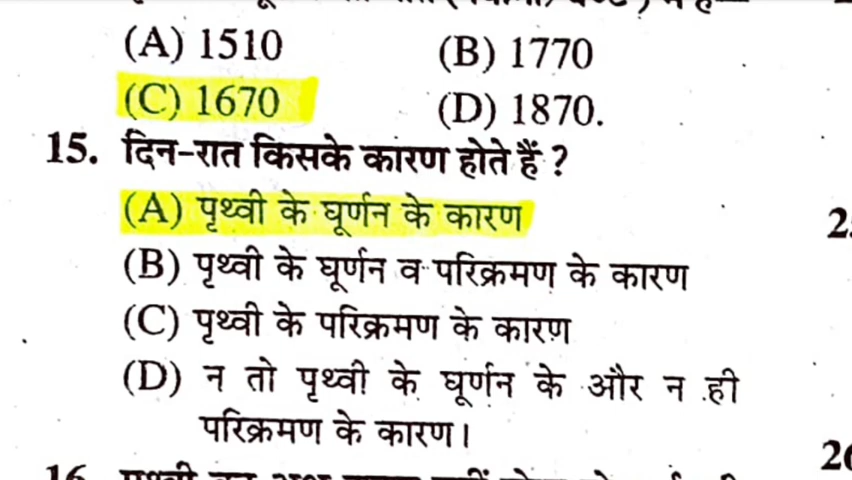 (A) 1510 (B) 1770
(C) 1670 (D) 1870.
15. दिन-रात किसके कारण होते हैं ?
(A) पृथ्वी के घूर्णन के कारण
(B) पृथ्वी के घूर्णन व परिक्रमण के कारण
(C) पृथ्वी के परिक्रमण के कारण
(D) न तो पृथ्वी के घूर्णन के और न ही
परिक्रमण के कारण।
16.